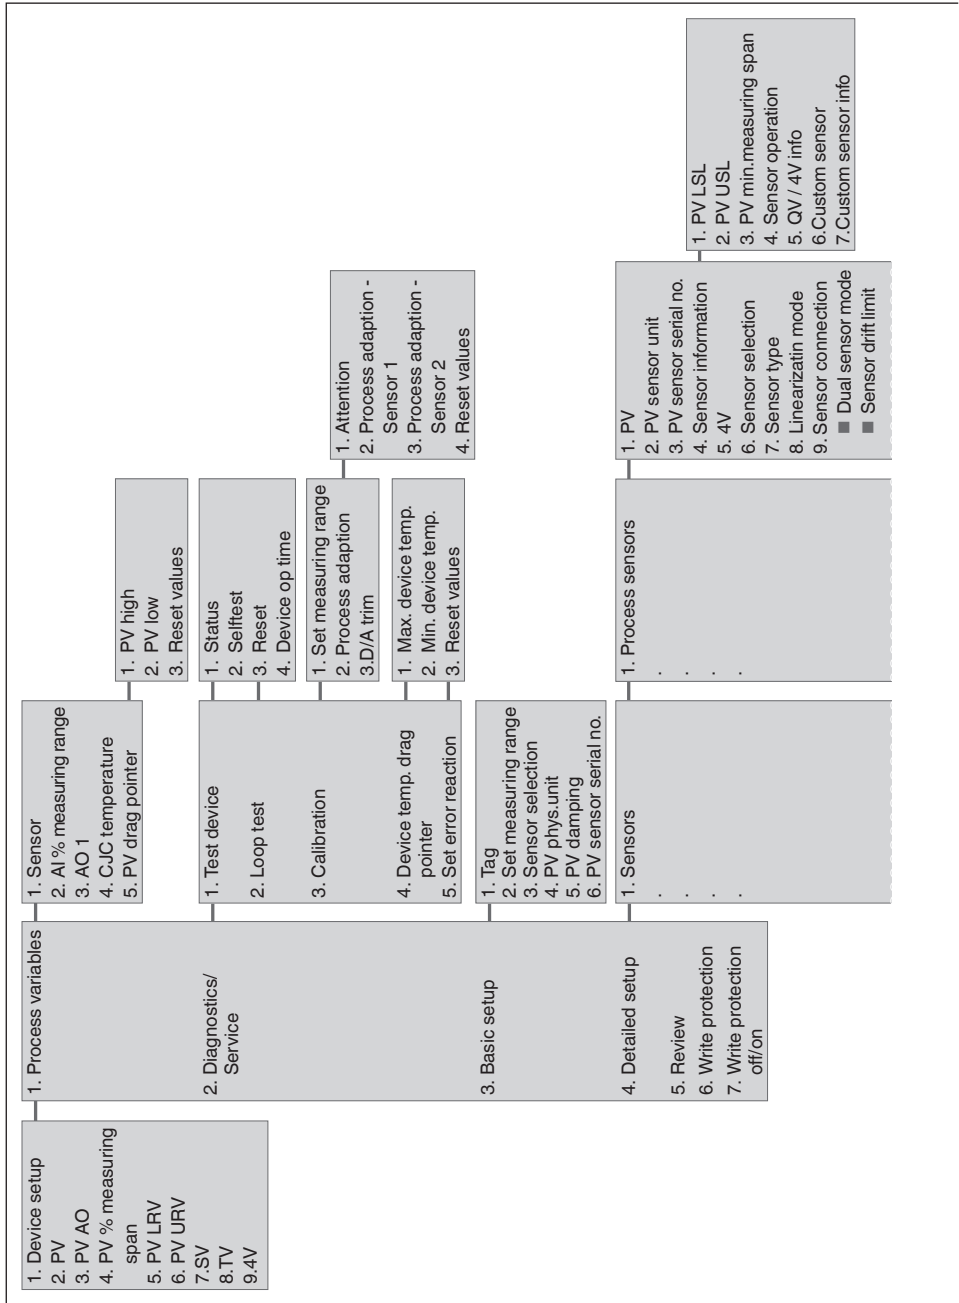 1. Device setup
2. PV
3. PV AO
4. PV % measuring
span
5. PV LRV
6. PV URV
7.SV
8.TV
9.4V
1. Process variables
2. Diagnostics/
Service
3. Basic setup
4. Detailed setup
5. Review
6. Write protection
7. Write protection
off/on
1. Sensor
2. AI % measuring range
3. AO 1
4. CJC temperature
5. PV drag pointer
1. PV high
2. PV low
3. Reset values
1. Test device
2. Loop test
3. Calibration
4. Device temp. drag
pointer
5. Set error reaction
1. Status
2. Selftest
3. Reset
4. Device op time
1. Set measuring range
2. Process adaption
3.D/A trim
1. Attention
2. Process adaption -
Sensor 1
3. Process adaption -
Sensor 2
4. Reset values
1. Max. device temp.
2. Min. device temp.
3. Reset values
1. Tag
2. Set measuring range
3. Sensor selection
4. PV phys.unit
5. PV damping
6. PV sensor serial no.
1. Sensors
.
.
.
.
1. Process sensors
.
.
.
.
1. PV
2. PV sensor unit
3. PV sensor serial no.
4. Sensor information
5. 4V
6. Sensor selection
7. Sensor type
8. Linearizatin mode
9. Sensor connection
■ Dual sensor mode
■ Sensor drift limit
1. PV LSL
2. PV USL
3. PV min.measuring span
4. Sensor operation
5. QV / 4V info
6.Custom sensor
7.Custom sensor info